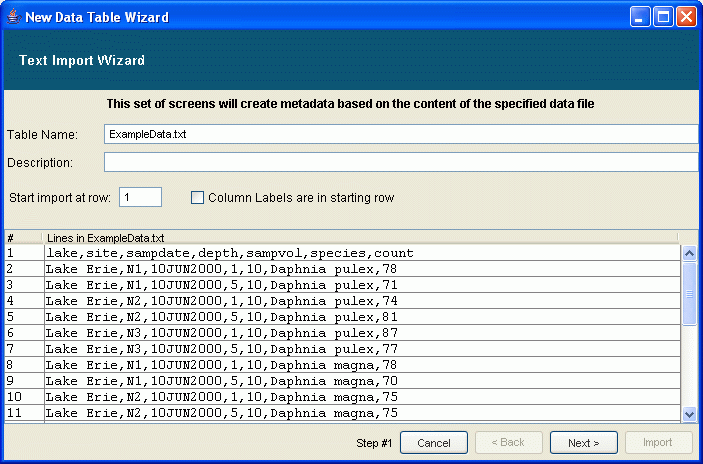 New Data Table Wizard
Text Import Wizard
This set of screens will create metadata based on the content of the specified data file
Table Name: ExampleData.txt
Description:
Start import at row: 1 Column Labels are in starting row
# Lines in ExampleData.txt
1 lake,site,sampdate,depth,sampvol,species,count
2 Lake Erie,N1,10JUN2000,1,10,Daphnia pulex,78
3 Lake Erie,N1,10JUN2000,5,10,Daphnia pulex,71
4 Lake Erie,N2,10JUN2000,1,10,Daphnia pulex,74
5 Lake Erie,N2,10JUN2000,5,10,Daphnia pulex,81
6 Lake Erie,N3,10JUN2000,1,10,Daphnia pulex,87
7 Lake Erie,N3,10JUN2000,5,10,Daphnia pulex,77
8 Lake Erie,N1,10JUN2000,1,10,Daphnia magna,78
9 Lake Erie,N1,10JUN2000,5,10,Daphnia magna,70
10 Lake Erie,N2,10JUN2000,1,10,Daphnia magna,75
11 Lake Erie,N2,10JUN2000,5,10,Daphnia magna,75
Step #1 Cancel < Back Next > Import